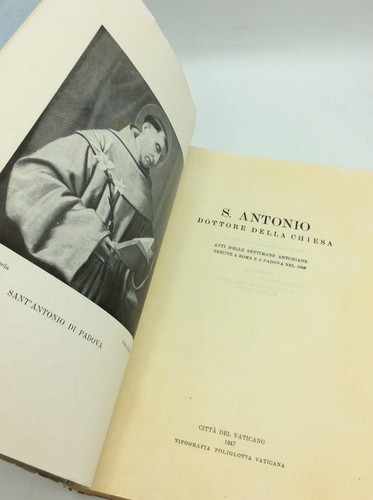 SANT'ANTONIO DI PADOVA
S. ANTONIO
DOTTORE DELLA CHIESA
ATTI DELLE SETTIMANE ANTONIANE
TENUTE A ROMA E A PADOVA NEL 1946
CITTÀ DEL VATICANO
1947
TIPOGRAFIA POLIGLOTTA VATICANA